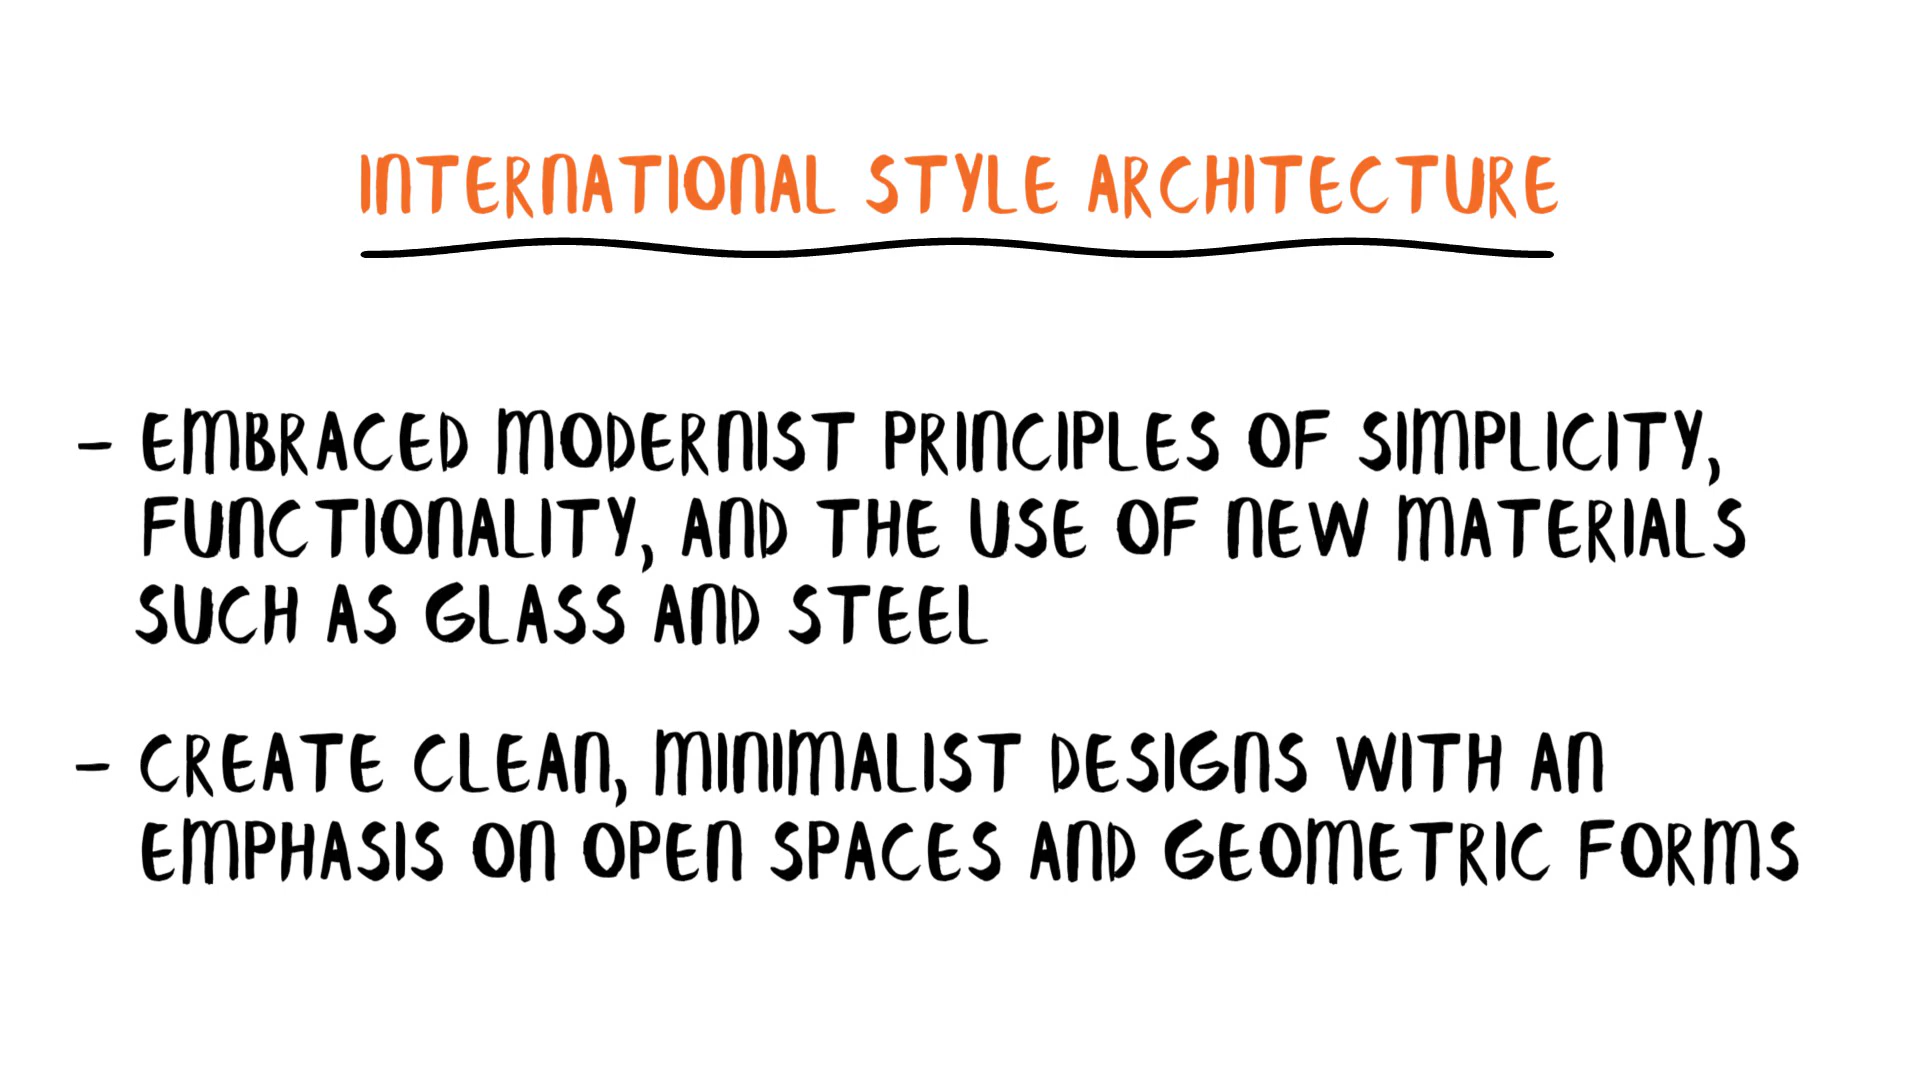 INTERNATIONAL STYLE ARCHITECTURE
- EMBRACED MODERNIST PRINCIPLES OF SIMPLICITY,
FUNCTIONALITY, AND THE USE OF NEW MATERIALS
SUCH AS GLASS AND STEEL
- CREATE CLEAN, MINIMALIST DESIGNS WITH AN
EMPHASIS ON OPEN SPACES AND GEOMETRIC FORMS